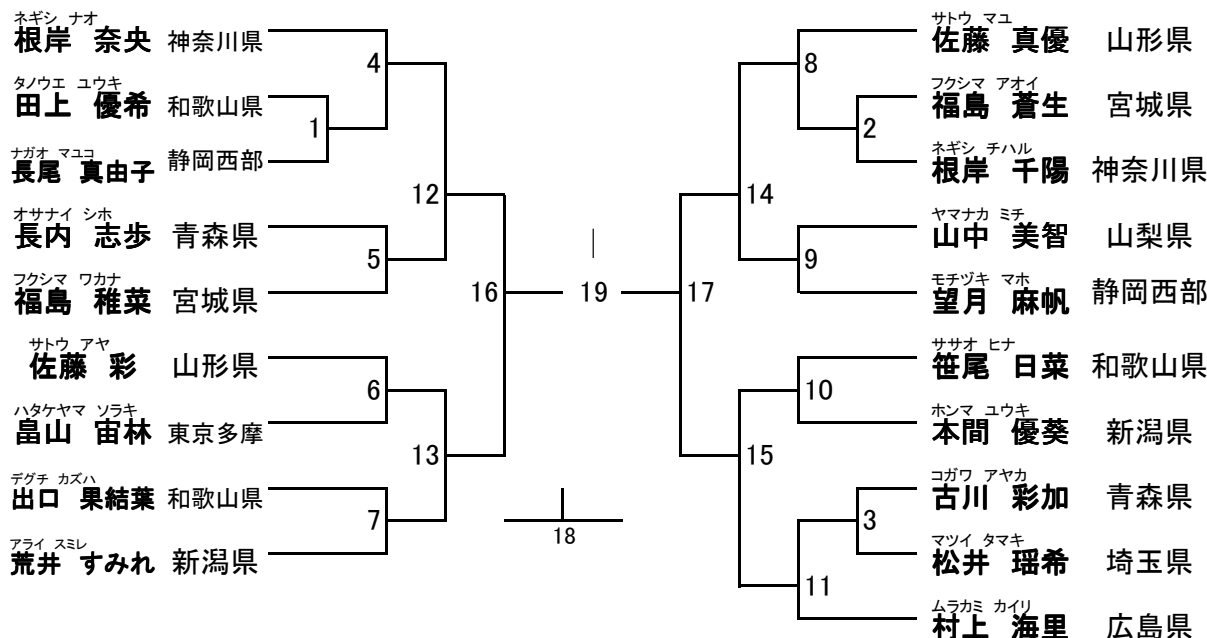 ネギシ ナオ
根岸 奈央 神奈川県
タノウエ ユウキ
田上 優希 和歌山県
ナガオ マユコ
長尾 真由子 静岡西部
オサナイ シホ
長内 志歩 青森県
フクシマ ワカナ
福島 稚菜 宮城県
サトウ アヤ
佐藤 彩 山形県
ハタケヤマ ソラキ
畠山 宙林 東京多摩
デグチ カズハ
出口 果結葉 和歌山県
アライ スミレ
荒井 すみれ 新潟県
4
1
12
5
16
6
13
7
19
18
8
2
14
9
17
10
15
3
11
サトウ マユ
佐藤 真優 山形県
フクシマ アオイ
福島 蒼生 宮城県
ネギシ チハル
根岸 千陽 神奈川県
ヤマナカ ミチ
山中 美智 山梨県
モチヅキ マホ
望月 麻帆 静岡西部
ササオ ヒナ
笹尾 日菜 和歌山県
ホンマ ユウキ
本間 優葵 新潟県
コガワ アヤカ
古川 彩加 青森県
マツイ タマキ
松井 瑶希 埼玉県
ムラカミ カイリ
村上 海里 広島県